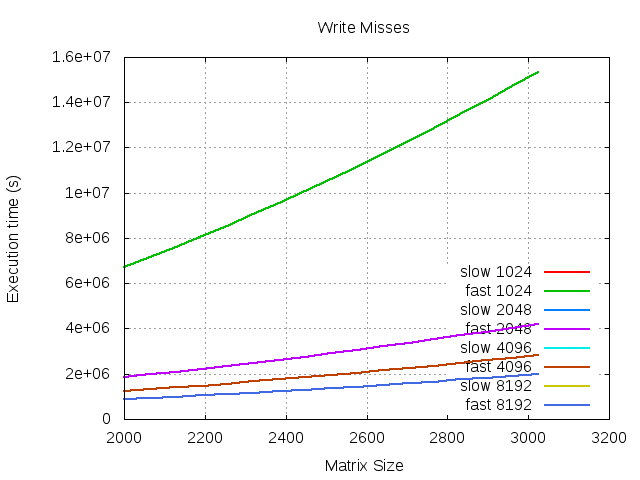 Write Misses
1.6e+07
1.4e+07
1.2e+07
1e+07
8e+06
6e+06
4e+06
2e+06
0
Execution time (s)
slow 1024
fast 1024
slow 2048
fast 2048
slow 4096
fast 4096
slow 8192
fast 8192
2000 2200 2400 2600 2800 3000 3200
Matrix Size